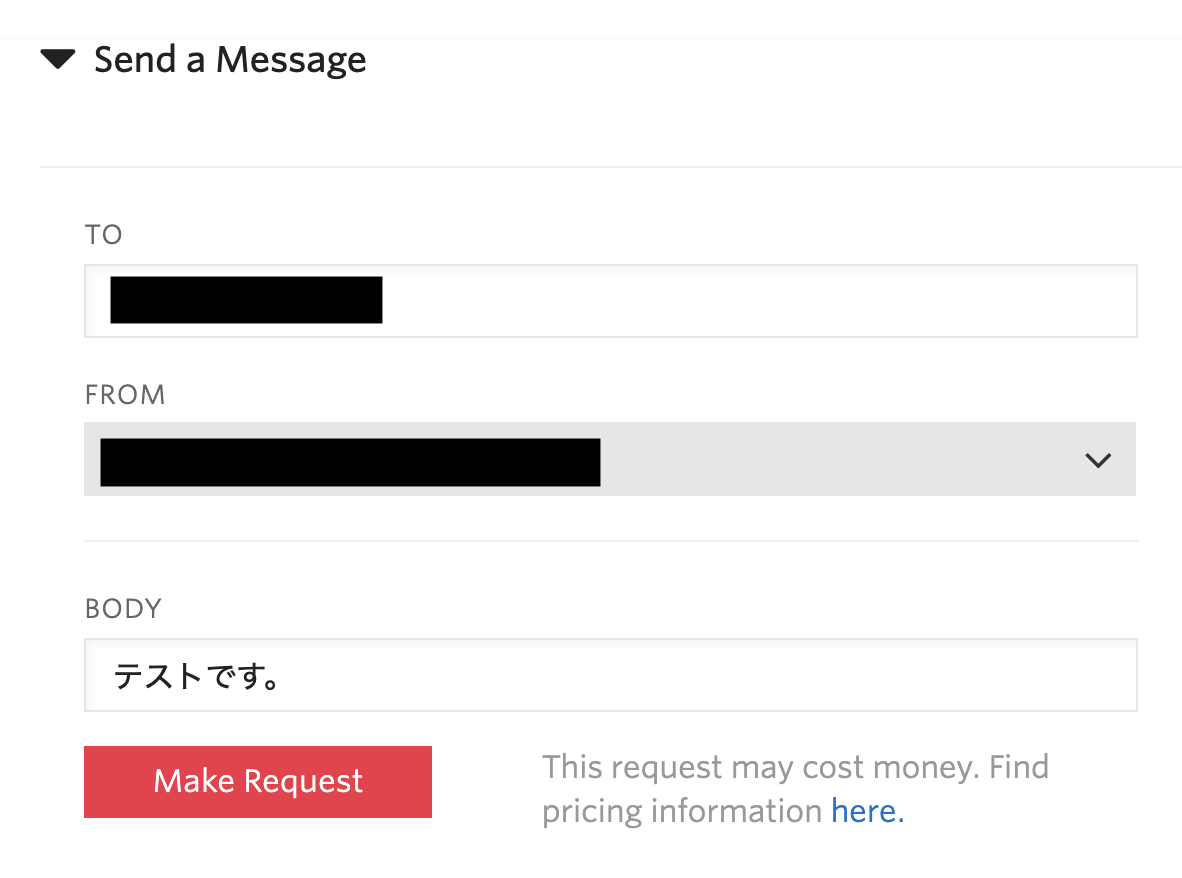 Send a Message
TO
FROM
BODY
テストです。
Make Request
This request may cost money. Find
pricing information here.